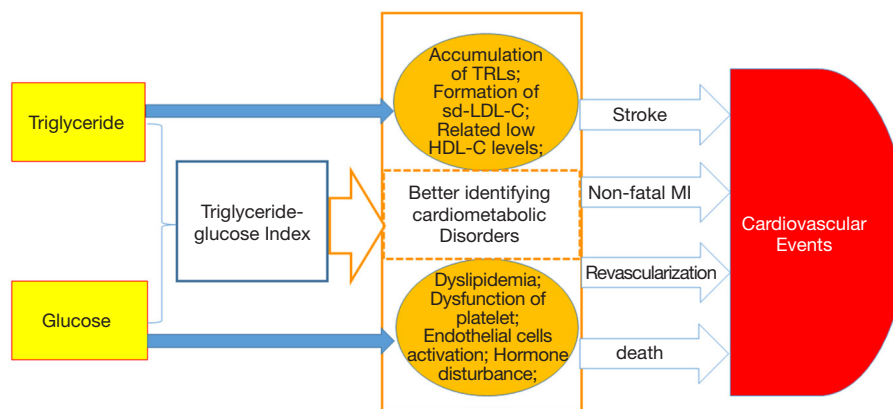 Triglyceride
Glucose
Triglyceride-
glucose Index
Accumulation
of TRLs;
Formation of
sd-LDL-C;
Related low
HDL-C levels;
Better identifying
cardiometabolic
Disorders
Dyslipidemia;
Dysfunction of
platelet;
Endothelial cells
activation; Hormone
disturbance;
Stroke
Non-fatal MI
Revascularization
death
Cardiovascular
Events